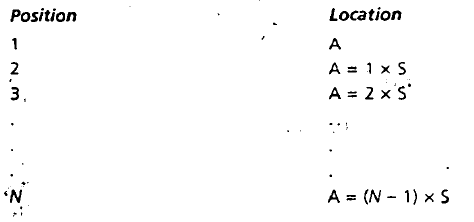 Position Location
1 A
2 A = 1 × S
3 A = 2 × S
. .
. .
. .
N A = (N − 1) × S